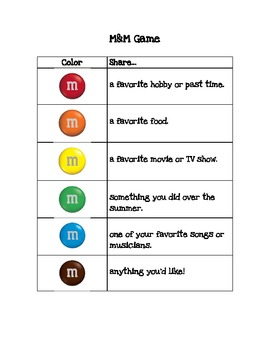 M&M Game
Color Share...
m a favorite hobby or past time.
m a favorite food.
m a favorite movie or TV show.
m something you did over the
summer.
m one of your favorite songs or
musicians.
m anything you'd like!